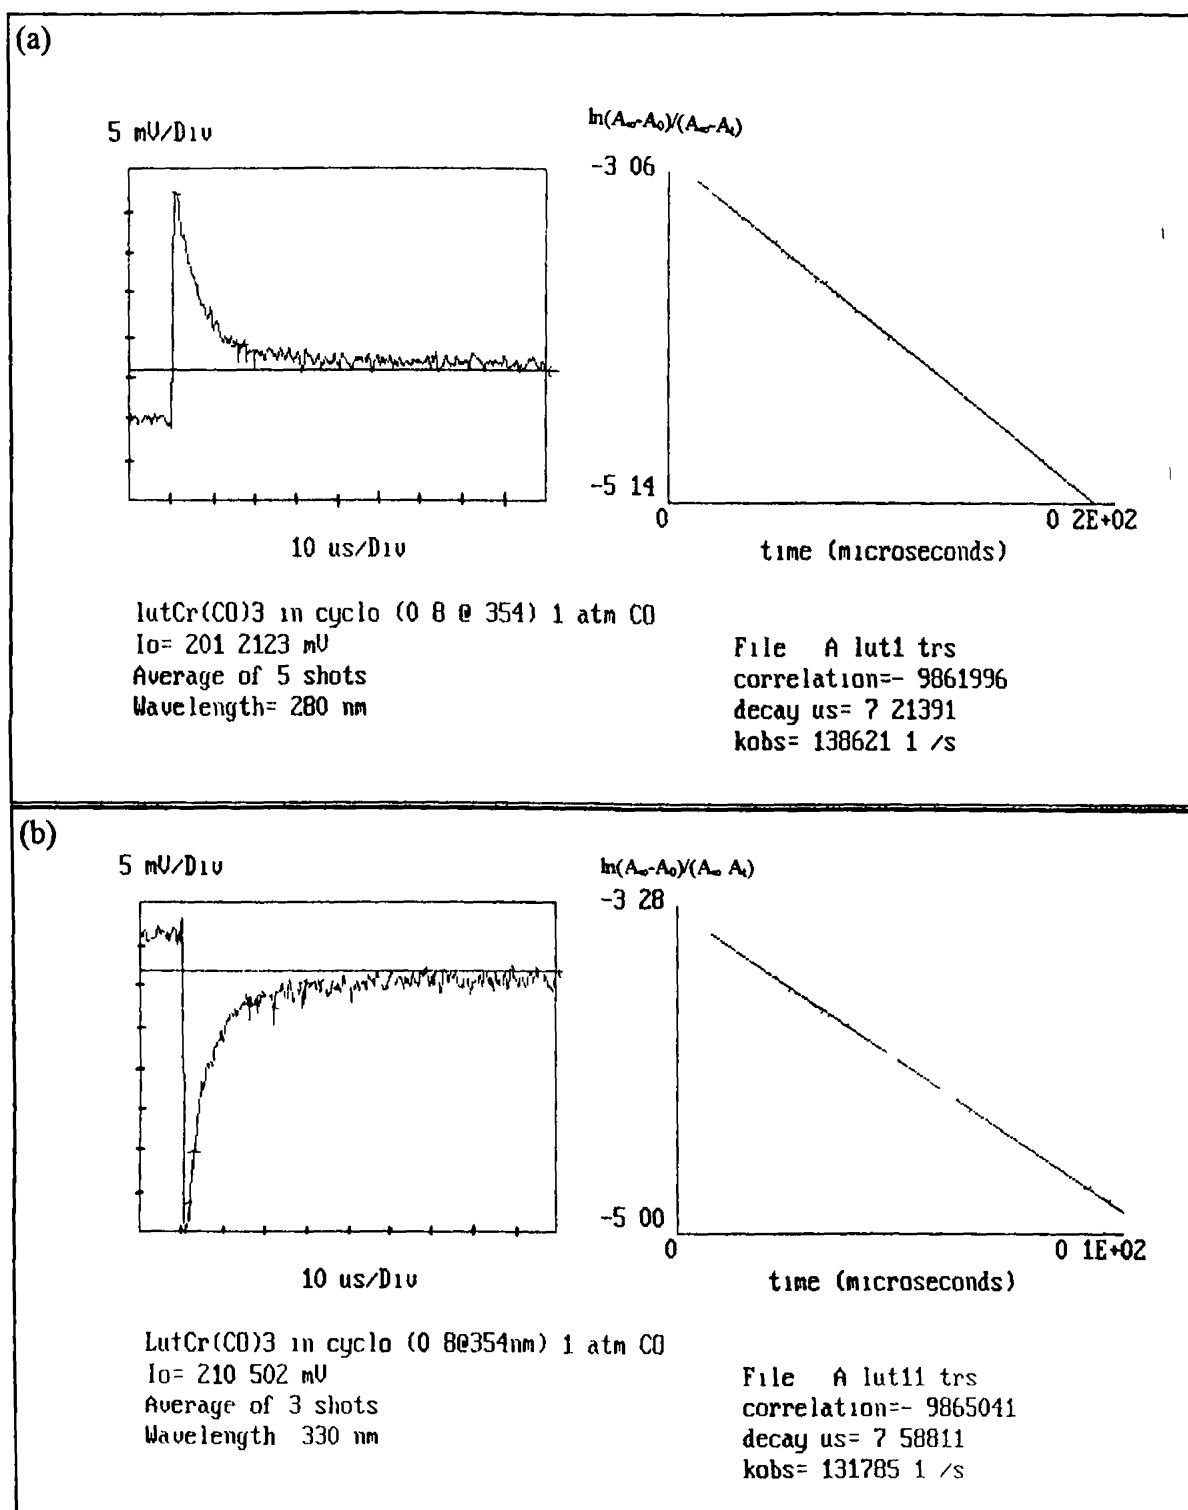 (a)
5 mV/Div
ln(A∞-A0)/(A∞-At)
-3 06
-5 14
0
0 2E+02
10 us/Div
time (microseconds)
lutCr(CO)3 in cyclo (0 8 @ 354) 1 atm CO
Io= 201 2123 mV
Average of 5 shots
Wavelength= 280 nm
File A lut1 trs
correlation=- 9861996
decay us= 7 21391
kobs= 138621 1 /s
(b)
5 mV/Div
ln(A∞-A0)/(A∞ At)
-3 28
-5 00
0
0 1E+02
10 us/Div
time (microseconds)
LutCr(CO)3 in cyclo (0 8@354nm) 1 atm CO
Io= 210 502 mV
Average of 3 shots
Wavelength 330 nm
File A lut11 trs
correlation=- 9865041
decay us= 7 58811
kobs= 131785 1 /s